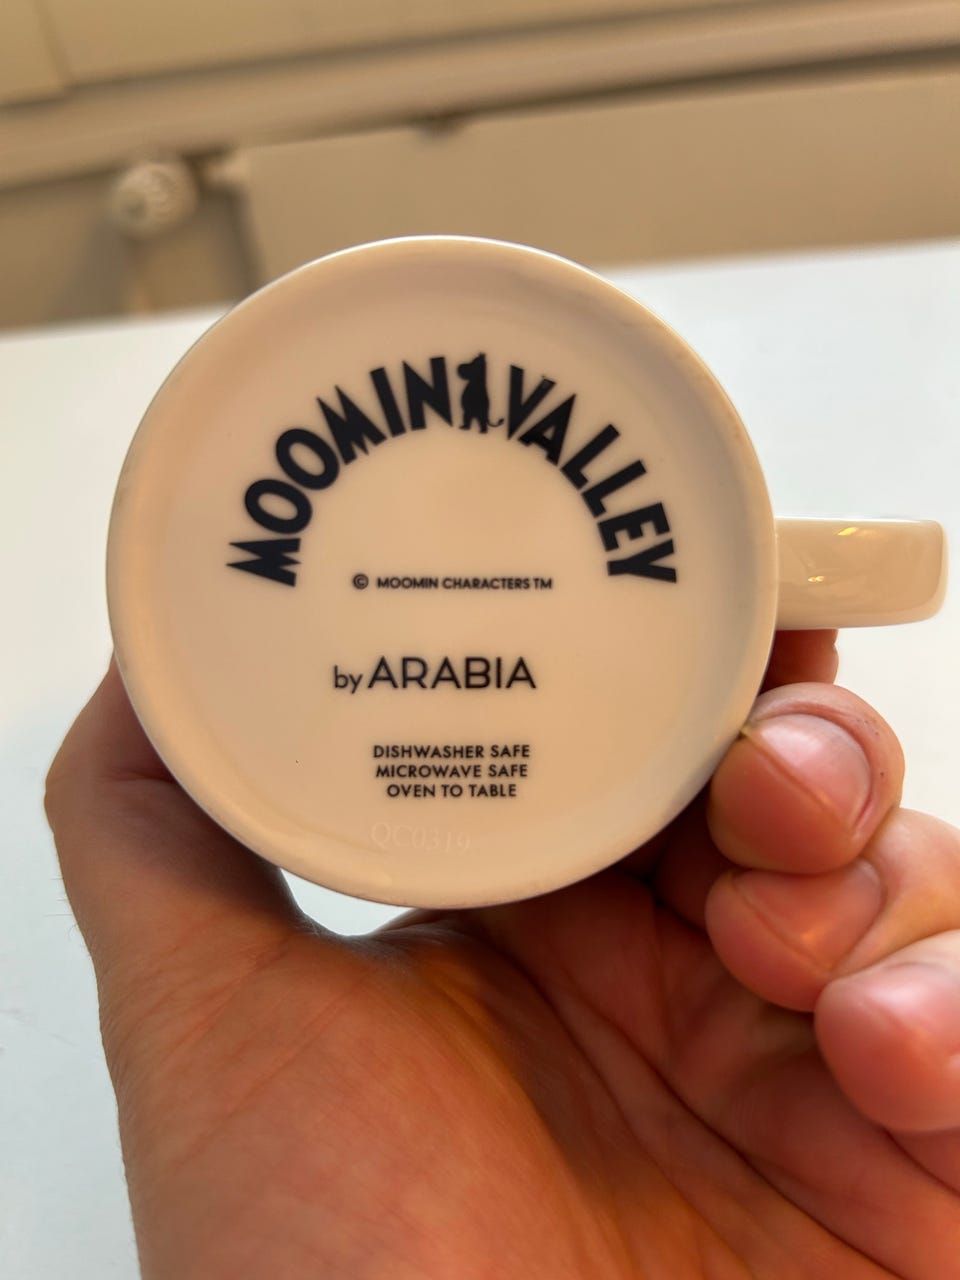 MOOMINVALLEY
© MOOMIN CHARACTERS TM
by ARABIA
DISHWASHER SAFE
MICROWAVE SAFE
OVEN TO TABLE
QC0319